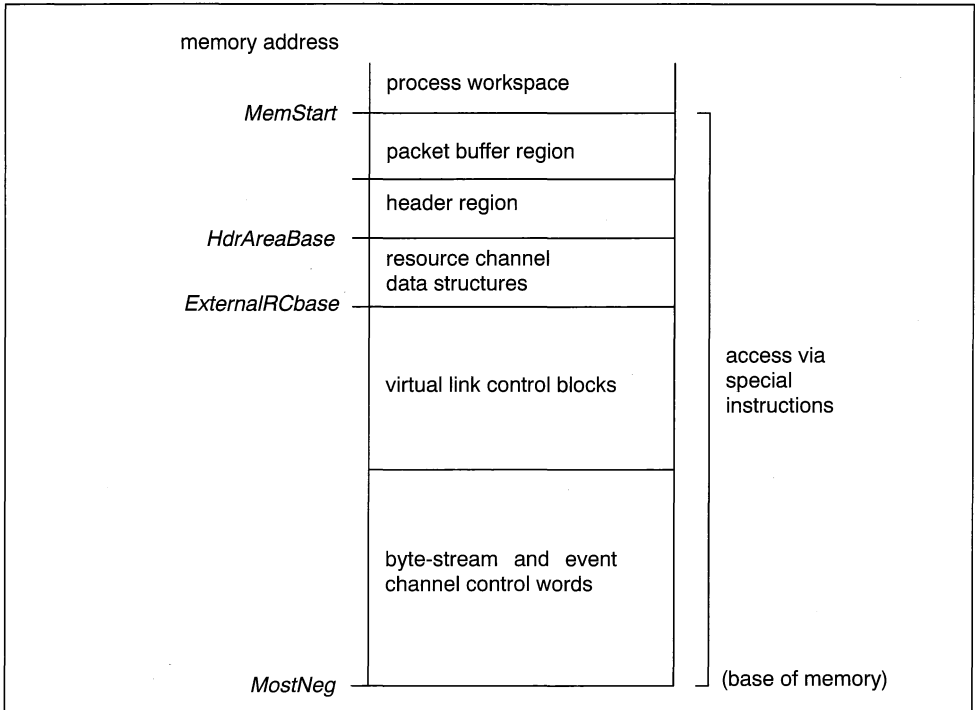 memory address
process workspace
MemStart
packet buffer region
header region
HdrAreaBase
resource channel
data structures
ExternalRCbase
virtual link control blocks
access via
special
instructions
byte-stream and event
channel control words
MostNeg
(base of memory)